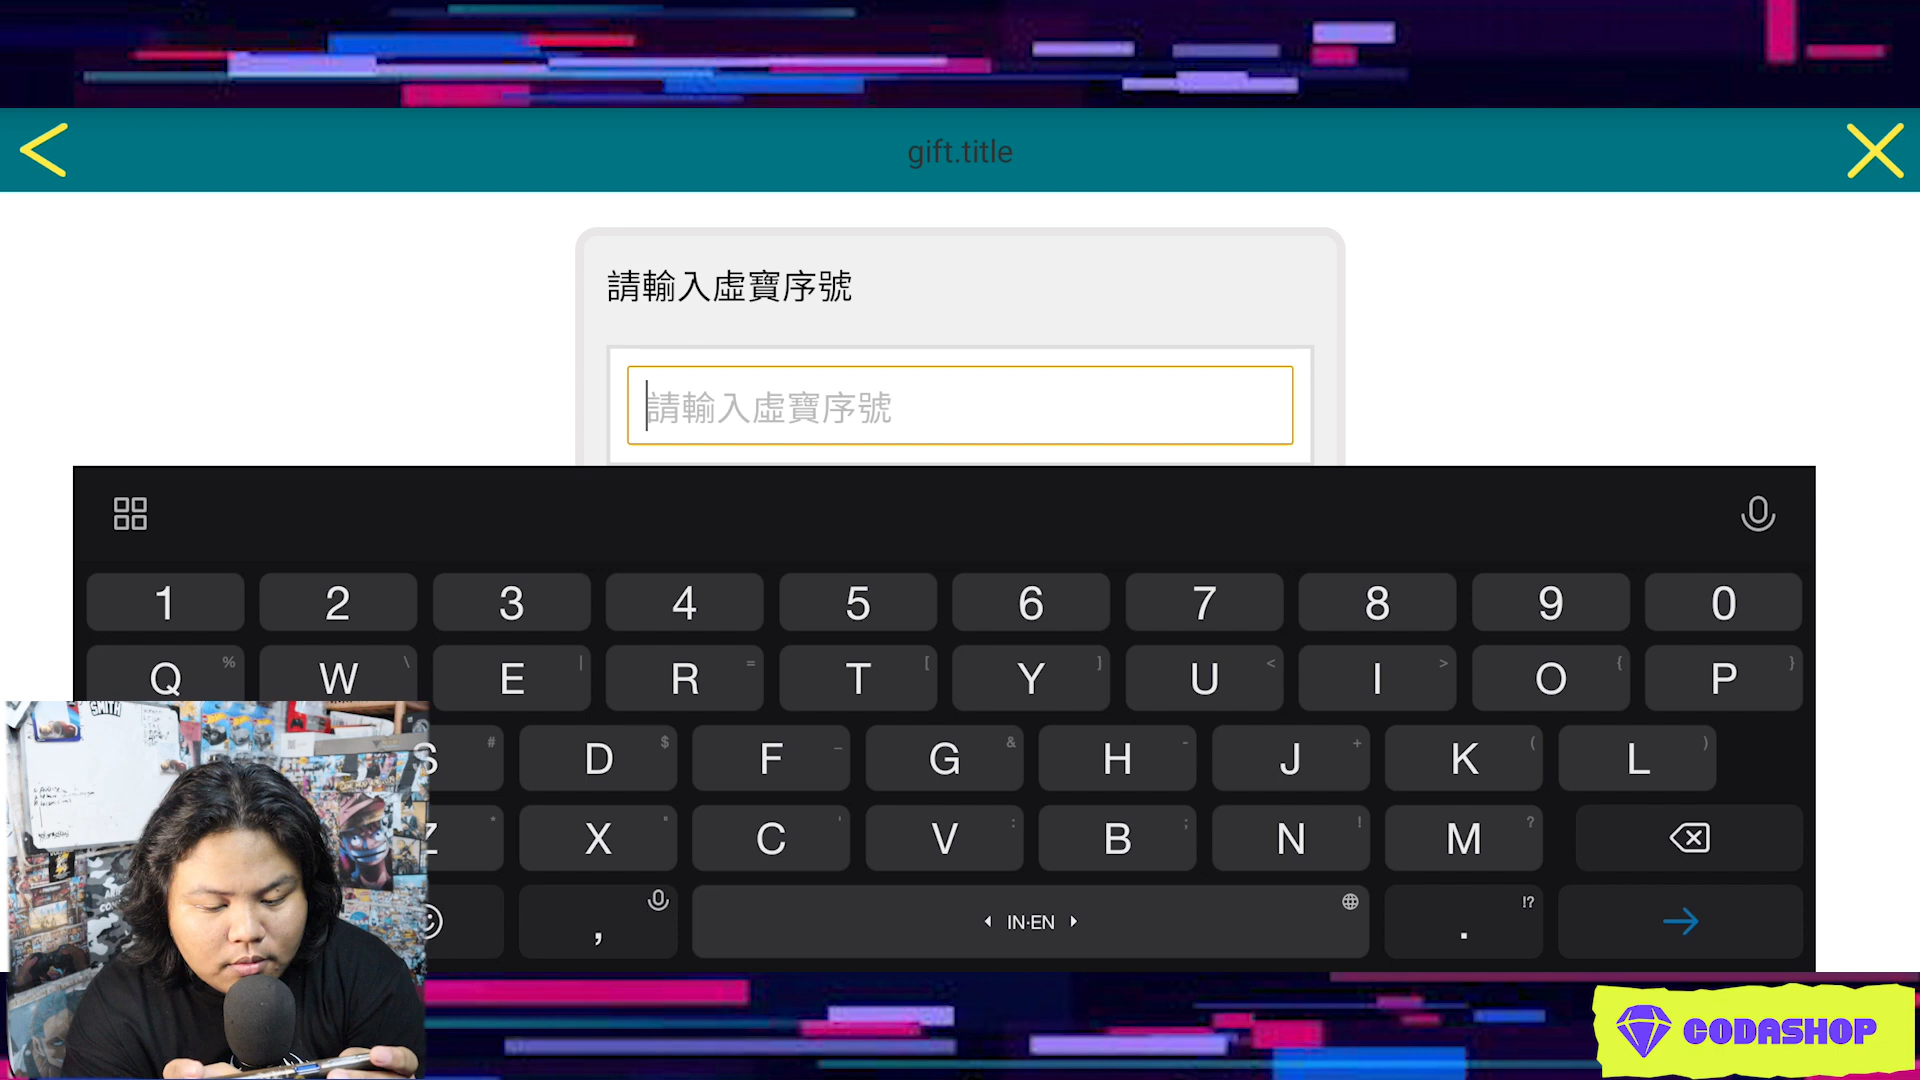 gift.title
請輸入虛寶序號
請輸入虛寶序號
1 2 3 4 5 6 7 8 9 0
Q % W \ E | R = T [ Y ] U < I > O { P }
S # D $ F _ G & H - J + K ( L )
Z * X " C ' V : B ; N ! M ?
, IN·EN . !?
SMITH
CODASHOP